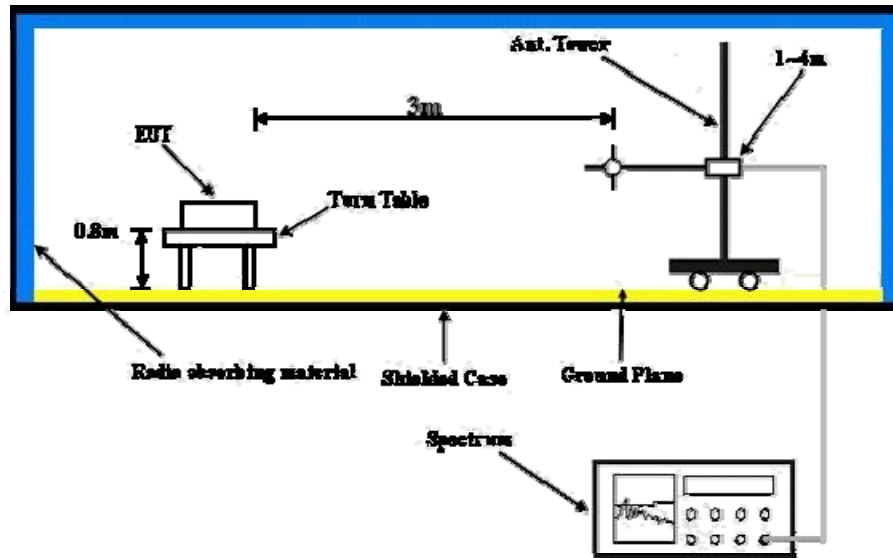 Ant. Tower
1~4m
3m
EUT
Turn Table
0.8m
Radio absorbing material
Shielded Case
Ground Plane
Spectrum